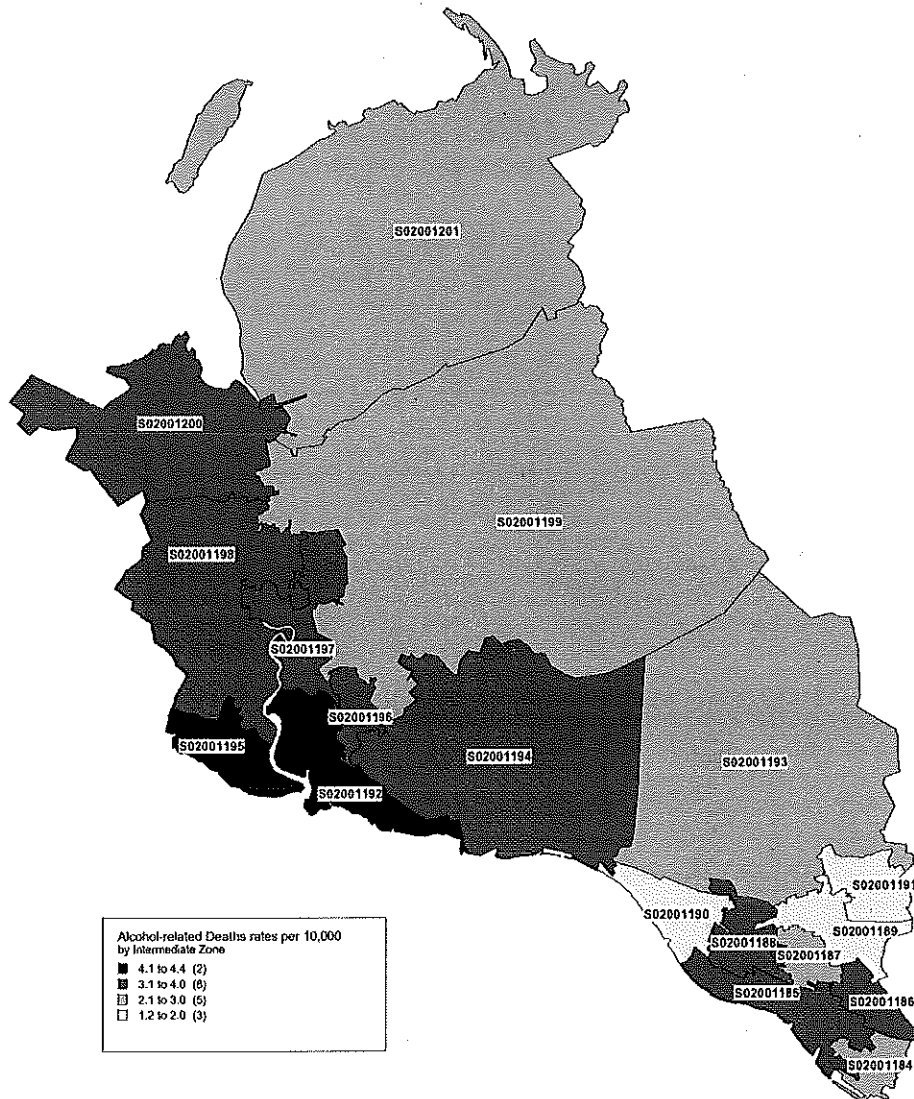 S02001201
S02001200
S02001199
S02001198
S02001197
S02001196
S02001195
S02001194
S02001193
S02001192
S02001191
S02001190
S02001189
S02001188
S02001187
S02001185
S02001186
S02001184
Alcohol-related Deaths rates per 10,000
by Intermediate Zone
4.1 to 4.4 (2)
3.1 to 4.0 (8)
2.1 to 3.0 (5)
1.2 to 2.0 (3)